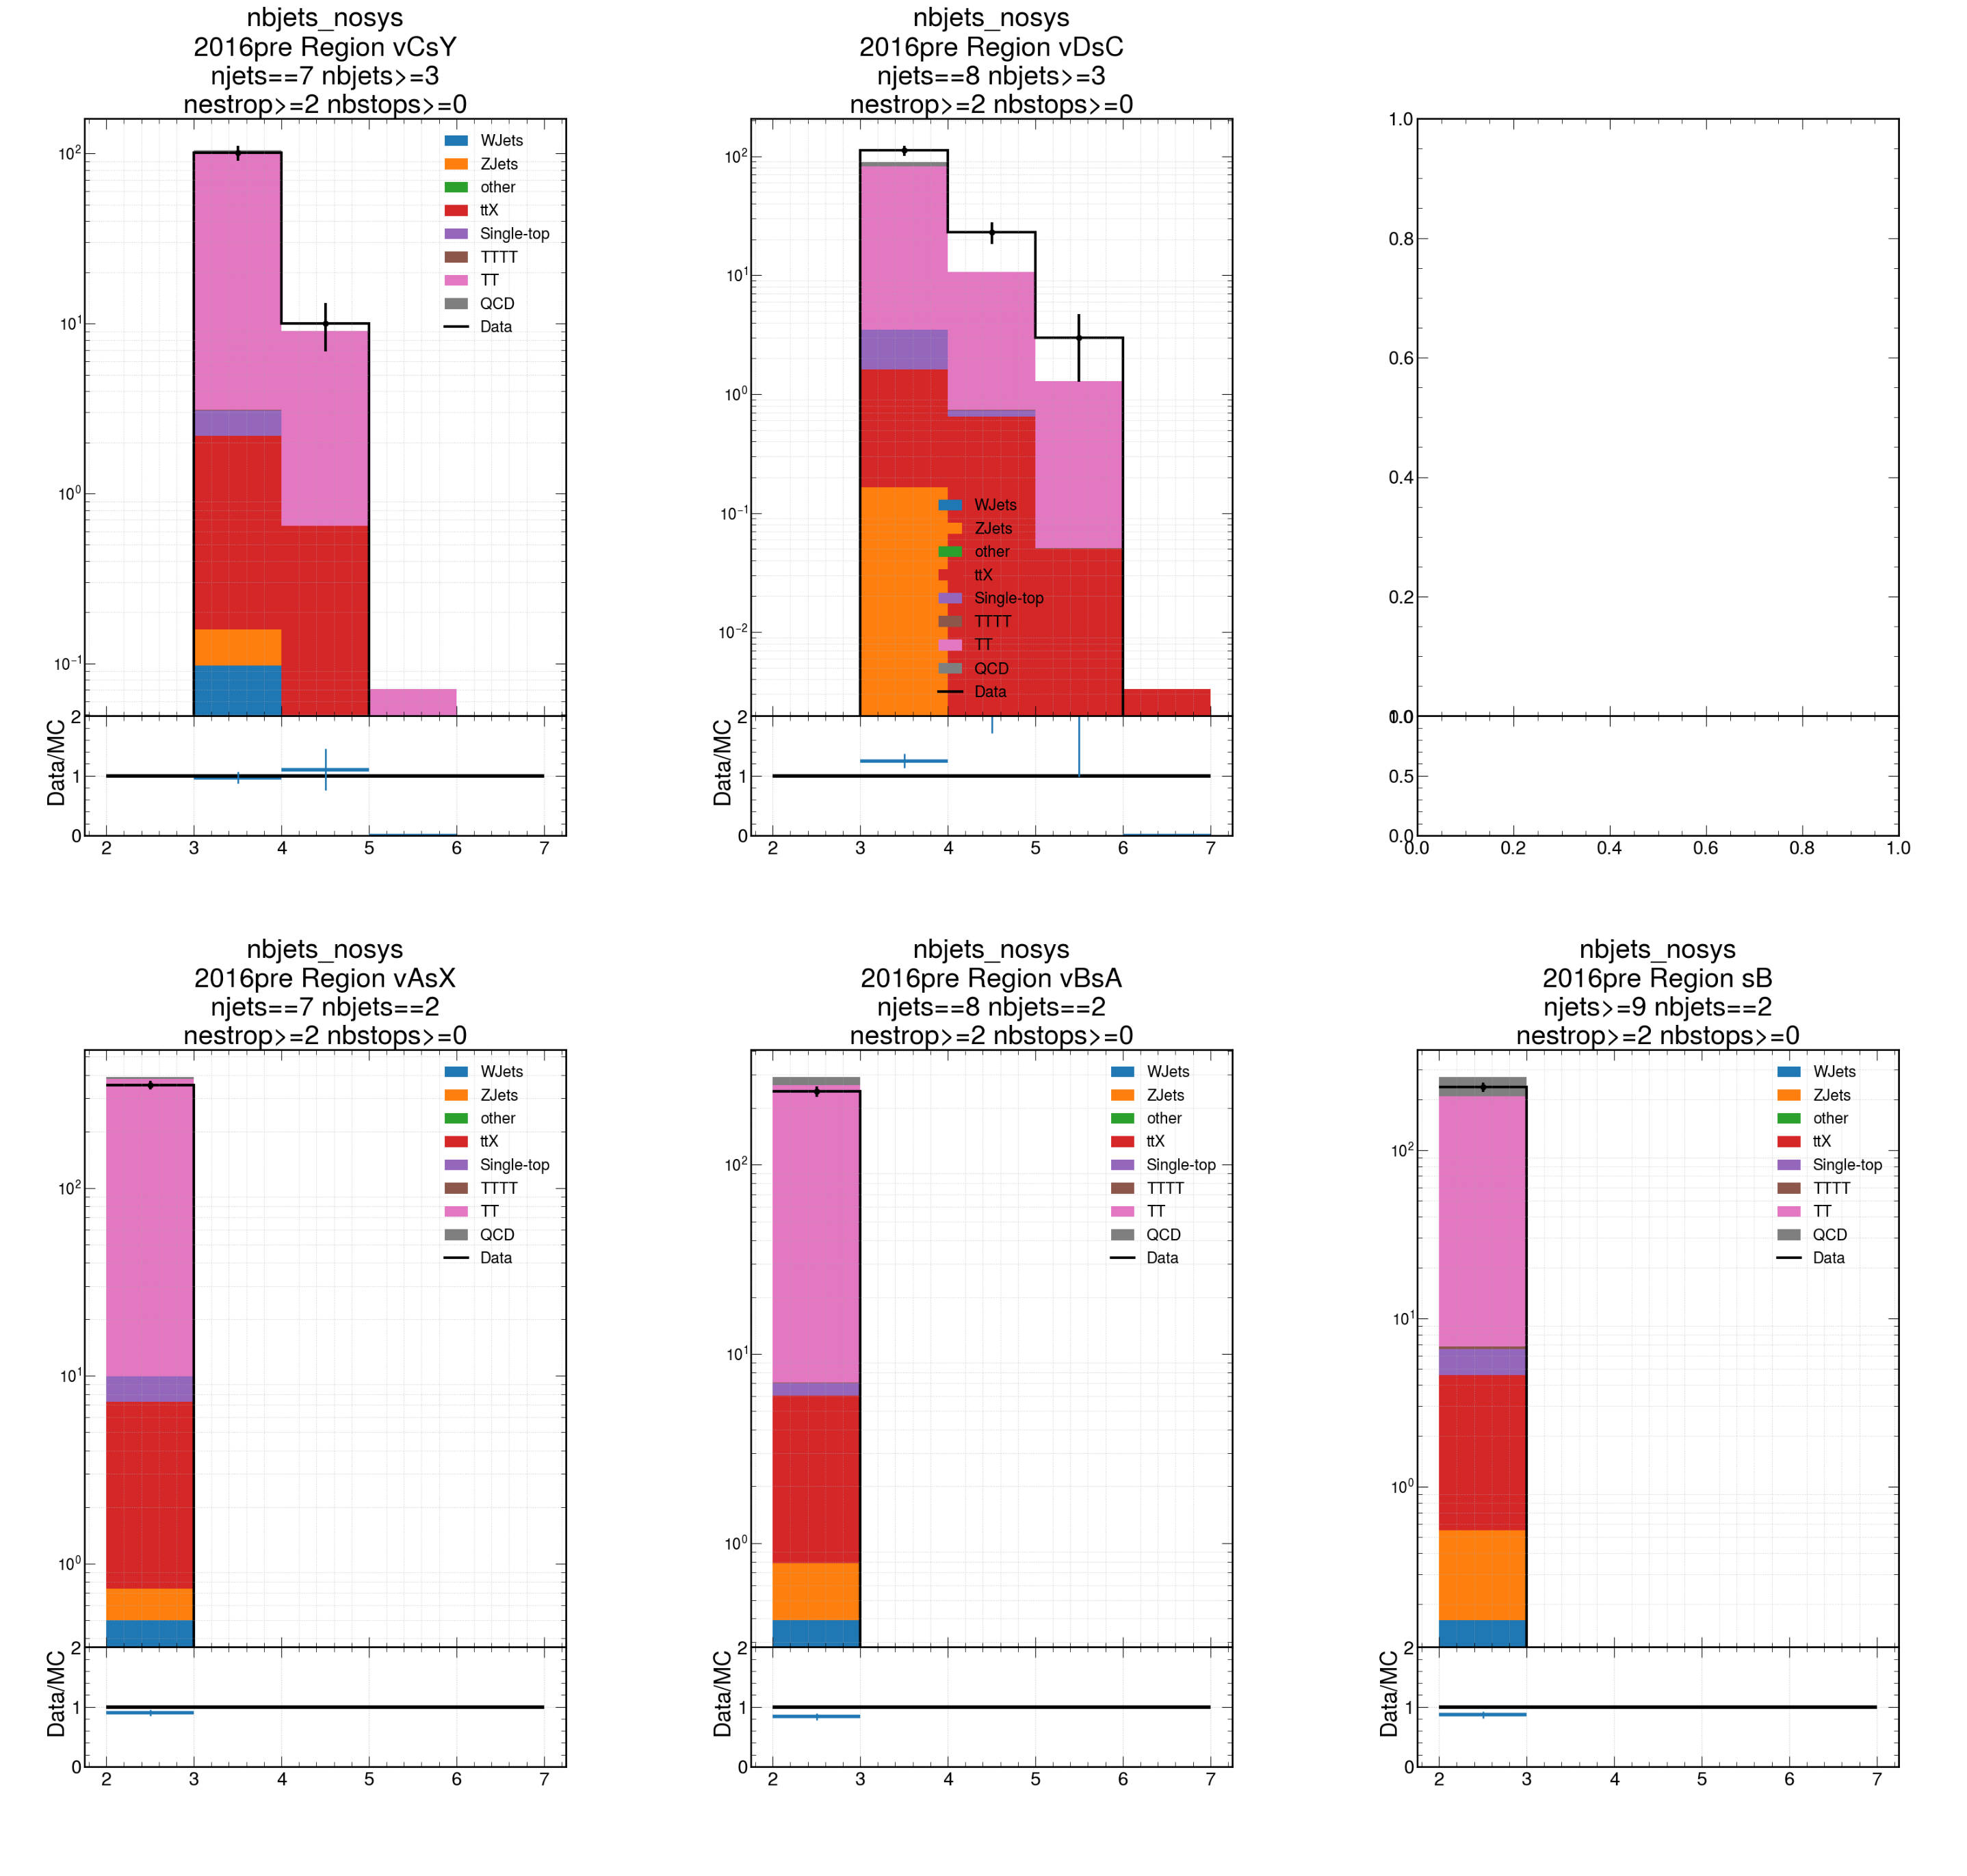 nbjets_nosys
2016pre Region vCsY
njets==7 nbjets>=3
nestrop>=2 nbstops>=0
10^2
10^1
10^0
10^-1
WJets
ZJets
other
ttX
Single-top
TTTT
TT
QCD
Data
Data/MC
2
1
0
2 3 4 5 6 7
nbjets_nosys
2016pre Region vDsC
njets==8 nbjets>=3
nestrop>=2 nbstops>=0
10^2
10^1
10^0
10^-1
10^-2
WJets
ZJets
other
ttX
Single-top
TTTT
TT
QCD
Data
Data/MC
2
1
0
2 3 4 5 6 7
1.0
0.8
0.6
0.4
0.2
0.0
1.0
0.5
0.0
0.0 0.2 0.4 0.6 0.8 1.0
nbjets_nosys
2016pre Region vAsX
njets==7 nbjets==2
nestrop>=2 nbstops>=0
10^2
10^1
10^0
WJets
ZJets
other
ttX
Single-top
TTTT
TT
QCD
Data
Data/MC
2
1
0
2 3 4 5 6 7
nbjets_nosys
2016pre Region vBsA
njets==8 nbjets==2
nestrop>=2 nbstops>=0
10^2
10^1
10^0
WJets
ZJets
other
ttX
Single-top
TTTT
TT
QCD
Data
Data/MC
2
1
0
2 3 4 5 6 7
nbjets_nosys
2016pre Region sB
njets>=9 nbjets==2
nestrop>=2 nbstops>=0
10^2
10^1
10^0
WJets
ZJets
other
ttX
Single-top
TTTT
TT
QCD
Data
Data/MC
2
1
0
2 3 4 5 6 7